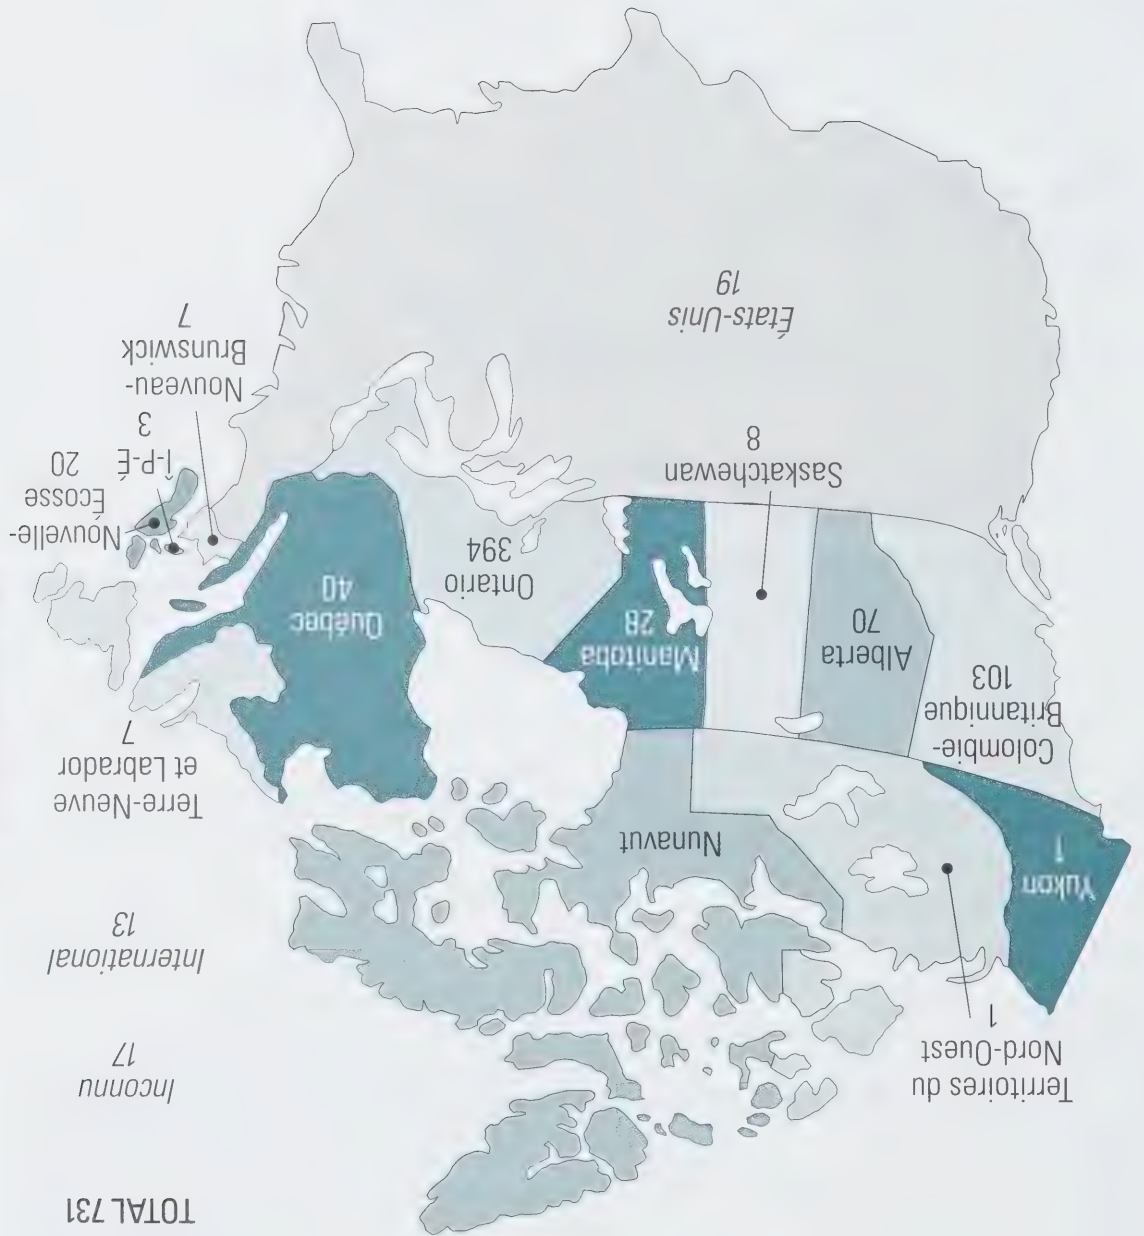 TOTAL 731
Territoires du
Nord-Ouest
1
Inconnu
17
International
13
Yukon
1
Nunavut
Terre-Neuve
et Labrador
7
Colombie-
Britannique
103
Alberta
70
Saskatchewan
8
Manitoba
28
Ontario
394
Québec
40
Nouvelle-
Écosse
20
Î-P-É
3
Nouveau-
Brunswick
7
États-Unis
19